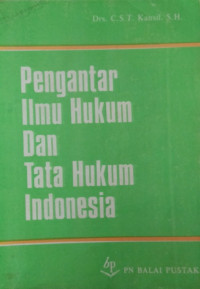 Drs. C.S.T. Kansil. S.H.
Pengantar
Ilmu Hukum
Dan
Tata Hukum
Indonesia
bp
PN BALAI PUSTAKA